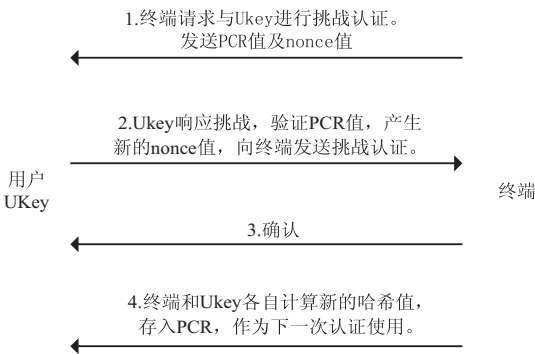 1.终端请求与Ukey进行挑战认证。
发送PCR值及nonce值
2.Ukey响应挑战，验证PCR值，产生
新的nonce值，向终端发送挑战认证。
用户
UKey
终端
3.确认
4.终端和Ukey各自计算新的哈希值，
存入PCR，作为下一次认证使用。